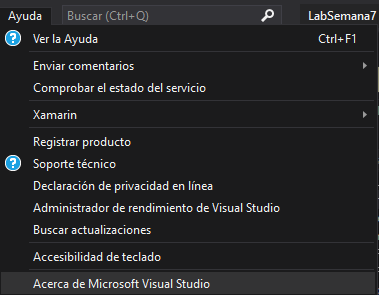 Ayuda Buscar (Ctrl+Q) LabSemana7
Ver la Ayuda Ctrl+F1
Enviar comentarios
Comprobar el estado del servicio
Xamarin
Registrar producto
Soporte técnico
Declaración de privacidad en línea
Administrador de rendimiento de Visual Studio
Buscar actualizaciones
Accesibilidad de teclado
Acerca de Microsoft Visual Studio